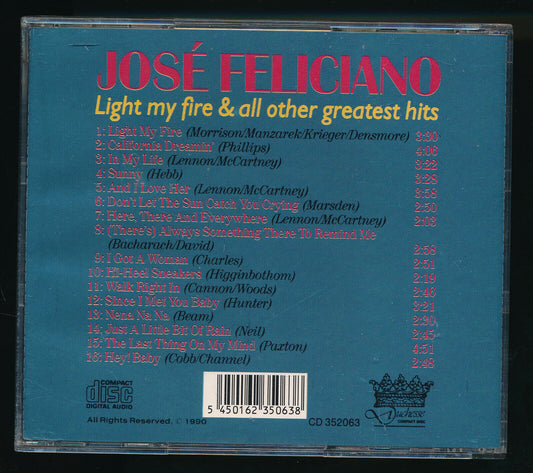 JOSÉ FELICIANO
Light my fire & all other greatest hits
1: Light My Fire (Morrison/Manzarek/Krieger/Densmore) 3:30
2: California Dreamin' (Phillips) 4:06
3: In My Life (Lennon/McCartney) 3:22
4: Sunny (Hebb) 3:28
5: And I Love Her (Lennon/McCartney) 3:58
6: Don't Let The Sun Catch You Crying (Marsden) 2:50
7: Here, There And Everywhere (Lennon/McCartney) 2:03
8: (There's) Always Something There To Remind Me
(Bacharach/David) 2:58
9: I Got A Woman (Charles) 2:51
10: Hi-Heel Sneakers (Higginbothom) 2:19
11: Walk Right In (Cannon/Woods) 2:46
12: Since I Met You Baby (Hunter) 3:21
13: Nena Na Na (Beam) 2:30
14: Just A Little Bit Of Rain (Neil) 2:45
15: The Last Thing On My Mind (Paxton) 4:51
16: Hey! Baby (Cobb/Channel) 2:48
COMPACT
disc
DIGITAL AUDIO
All Rights Reserved. © 1990
5 450162 350638
CD 352063
Duchesse
COMPACT DISC